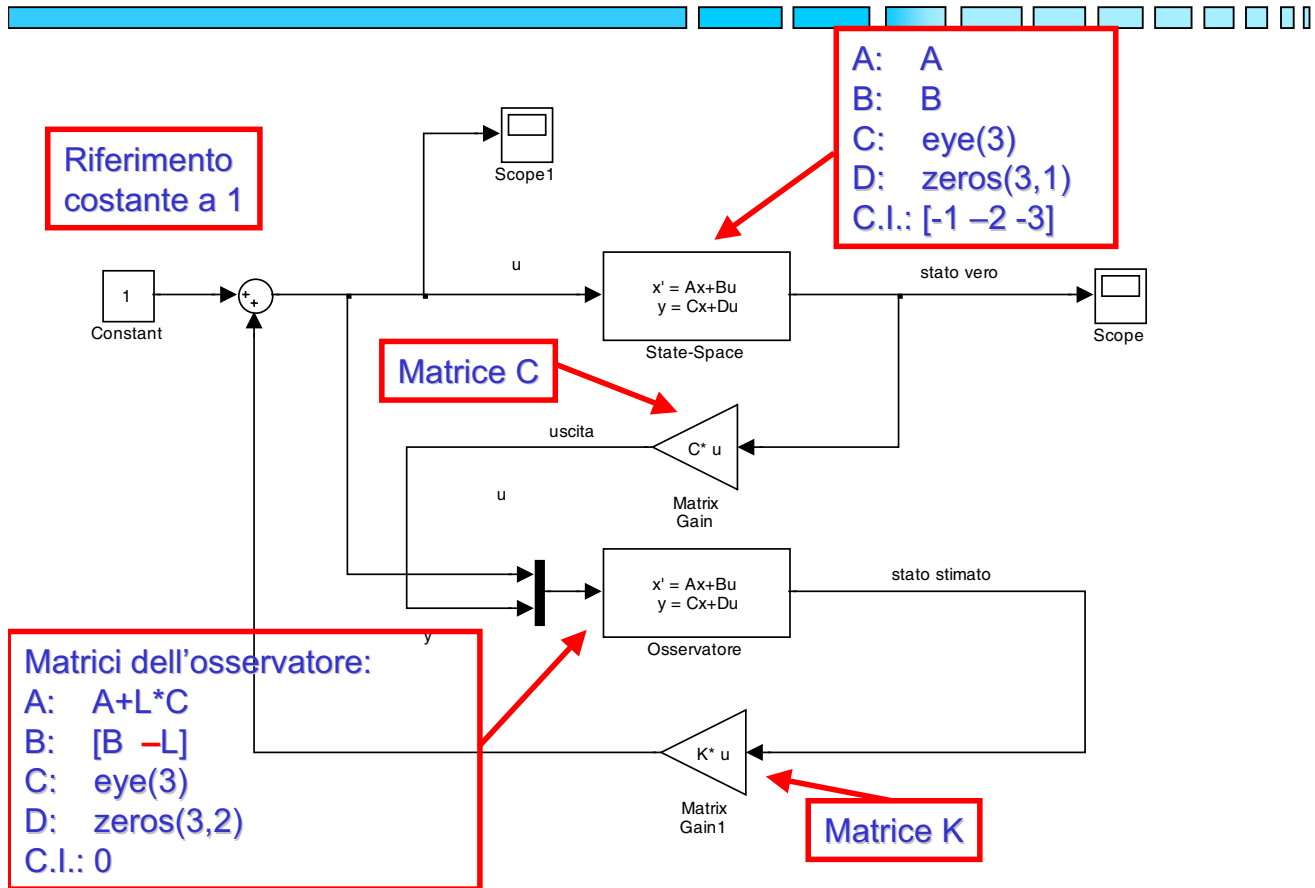 A: A
B: B
C: eye(3)
D: zeros(3,1)
C.I.: [-1 –2 -3]
Riferimento
costante a 1
Scope1
u
x' = Ax+Bu
y = Cx+Du
State-Space
stato vero
Scope
1
Constant
+
+
Matrice C
uscita
C* u
Matrix
Gain
u
x' = Ax+Bu
y = Cx+Du
Osservatore
stato stimato
y
Matrici dell'osservatore:
A: A+L*C
B: [B –L]
C: eye(3)
D: zeros(3,2)
C.I.: 0
K* u
Matrix
Gain1
Matrice K